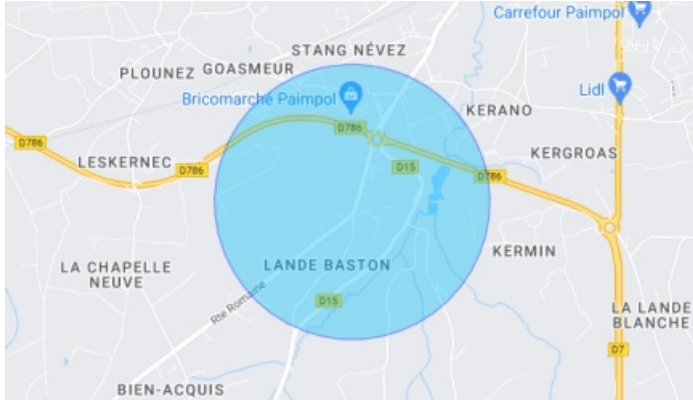 Carrefour Paimpol
STANG NÉVEZ
PLOUNEZ
GOASMEUR
Bricomarché Paimpol
Lidl
KERANO
D786
D786
KERGROAS
LESKERNEC
D786
D15
D786
KERMIN
LANDE BASTON
LA CHAPELLE
NEUVE
Rte Romaine
D15
LA LANDE
BLANCHE
D7
BIEN-ACQUIS